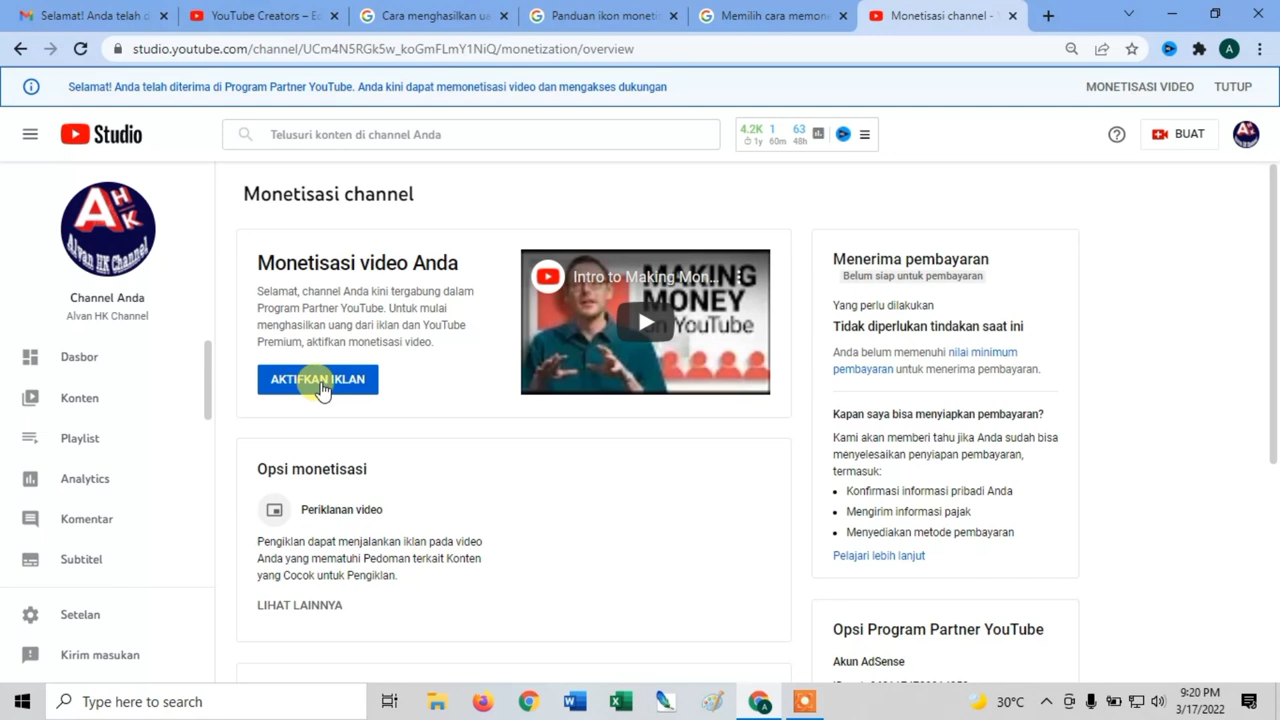 Selamat! Anda telah d
YouTube Creators – Ed
Cara menghasilkan ua
Panduan ikon moneti
Memilih cara memone
Monetisasi channel -
studio.youtube.com/channel/UCm4N5RGk5w_koGmFLmY1NiQ/monetization/overview
A
Selamat! Anda telah diterima di Program Partner YouTube. Anda kini dapat memonetisasi video dan mengakses dukungan
MONETISASI VIDEO
TUTUP
Studio
Telusuri konten di channel Anda
4.2K 1 63
1y 60m 48h
BUAT
Monetisasi channel
AHK
Alvan HK Channel
Channel Anda
Alvan HK Channel
Dasbor
Konten
Playlist
Analytics
Komentar
Subtitel
Setelan
Kirim masukan
Monetisasi video Anda
Selamat, channel Anda kini tergabung dalam
Program Partner YouTube. Untuk mulai
menghasilkan uang dari iklan dan YouTube
Premium, aktifkan monetisasi video.
AKTIFKAN IKLAN
Intro to Making Mon...
MAKING
MONEY
on YouTube
Opsi monetisasi
Periklanan video
Pengiklan dapat menjalankan iklan pada video
Anda yang mematuhi Pedoman terkait Konten
yang Cocok untuk Pengiklan.
LIHAT LAINNYA
Menerima pembayaran
Belum siap untuk pembayaran
Yang perlu dilakukan
Tidak diperlukan tindakan saat ini
Anda belum memenuhi nilai minimum
pembayaran untuk menerima pembayaran.
Kapan saya bisa menyiapkan pembayaran?
Kami akan memberi tahu jika Anda sudah bisa
menyelesaikan penyiapan pembayaran,
termasuk:
Konfirmasi informasi pribadi Anda
Mengirim informasi pajak
Menyediakan metode pembayaran
Pelajari lebih lanjut
Opsi Program Partner YouTube
Akun AdSense
Type here to search
30°C
9:20 PM
3/17/2022